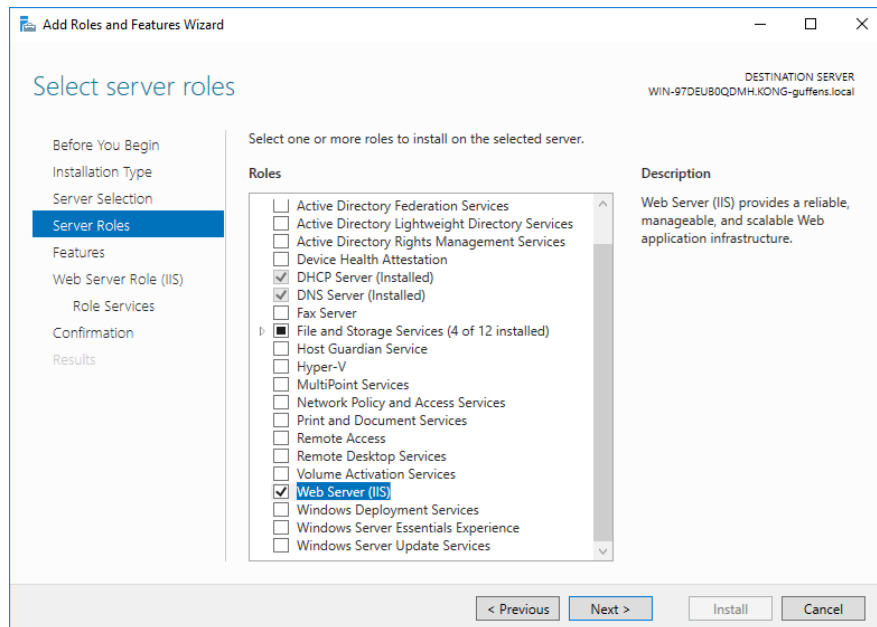 Add Roles and Features Wizard
Select server roles
DESTINATION SERVER
WIN-97DEUB0QDMH.KONG-guffens.local
Before You Begin
Installation Type
Server Selection
Server Roles
Features
Web Server Role (IIS)
Role Services
Confirmation
Results
Select one or more roles to install on the selected server.
Roles
Active Directory Federation Services
Active Directory Lightweight Directory Services
Active Directory Rights Management Services
Device Health Attestation
DHCP Server (Installed)
DNS Server (Installed)
Fax Server
File and Storage Services (4 of 12 installed)
Host Guardian Service
Hyper-V
MultiPoint Services
Network Policy and Access Services
Print and Document Services
Remote Access
Remote Desktop Services
Volume Activation Services
Web Server (IIS)
Windows Deployment Services
Windows Server Essentials Experience
Windows Server Update Services
Description
Web Server (IIS) provides a reliable,
manageable, and scalable Web
application infrastructure.
< Previous
Next >
Install
Cancel